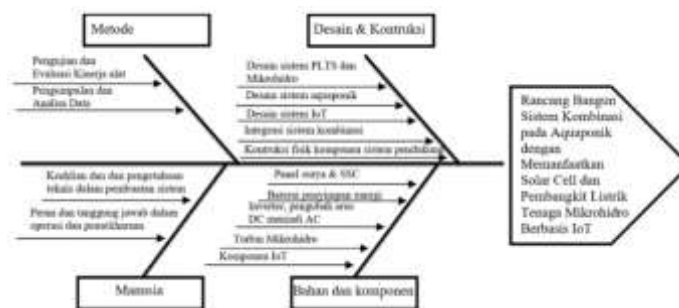 Metode
Desain & Kontruksi
Pengujian dan
Evaluasi Kinerja alat
Pengumpulan dan
Analisa Data
Desain sistem PLTS dan
Mikrohidro
Desain sistem aquaponik
Desain sistem IoT
Integrasi sistem kombinasi
Kontruksi fisik komponen sistem pendukung
Rancang Bangun
Sistem Kombinasi
pada Aquaponik
dengan
Memanfaatkan
Solar Cell dan
Pembangkit Listrik
Tenaga Mikrohidro
Berbasis IoT
Keahlian dan dan pengetahuan
teknis dalam pembuatan sistem
Peran dan tanggung jawab dalam
operasi dan pemeliharaan
Panel surya & SSC
Baterai penyimpan energi
Inverter, pengubah arus
DC menjadi AC
Turbin Mikrohidro
Komponen IoT
Manusia
Bahan dan komponen